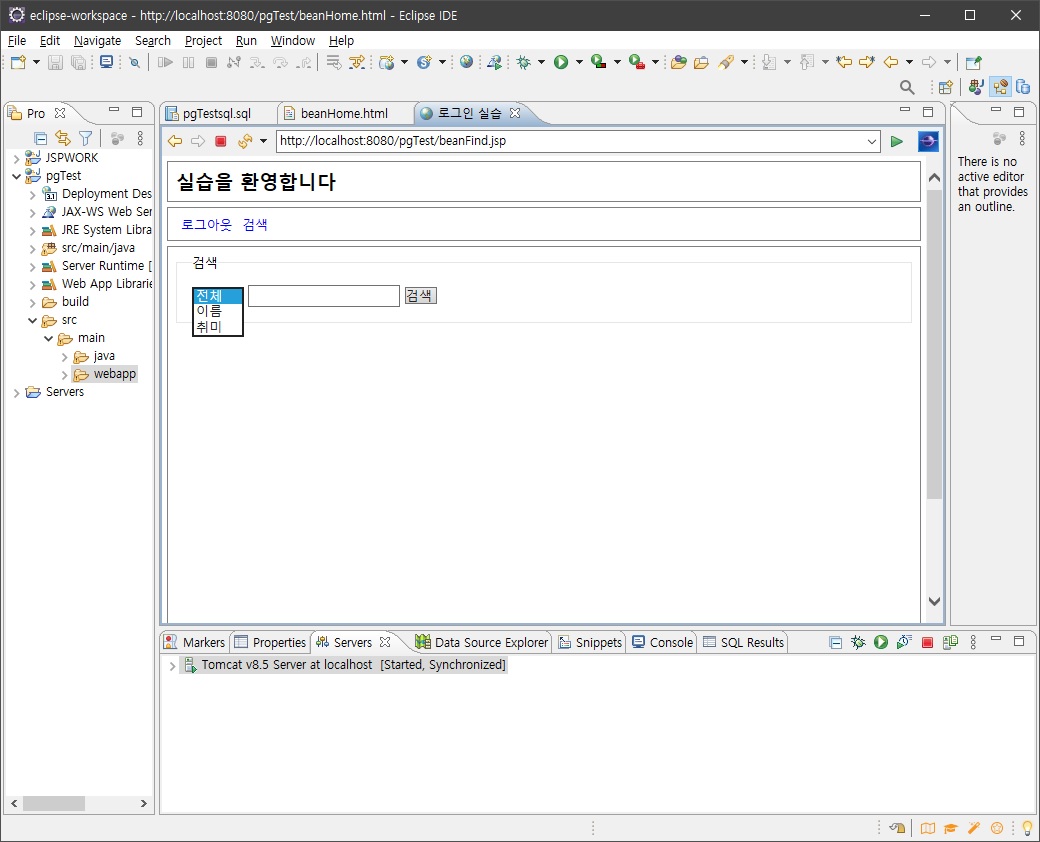 eclipse-workspace - http://localhost:8080/pgTest/beanHome.html - Eclipse IDE
File Edit Navigate Search Project Run Window Help
Pro
pgTestsql.sql beanHome.html 로그인 실습
http://localhost:8080/pgTest/beanFind.jsp
JSPWORK
pgTest
Deployment Des
JAX-WS Web Ser
JRE System Libra
src/main/java
Server Runtime [
Web App Librarie
build
src
main
java
webapp
Servers
실습을 환영합니다
로그아웃 검색
검색
전체 검색
이름
취미
There is no
active editor
that provides
an outline.
Markers Properties Servers Data Source Explorer Snippets Console SQL Results
Tomcat v8.5 Server at localhost [Started, Synchronized]